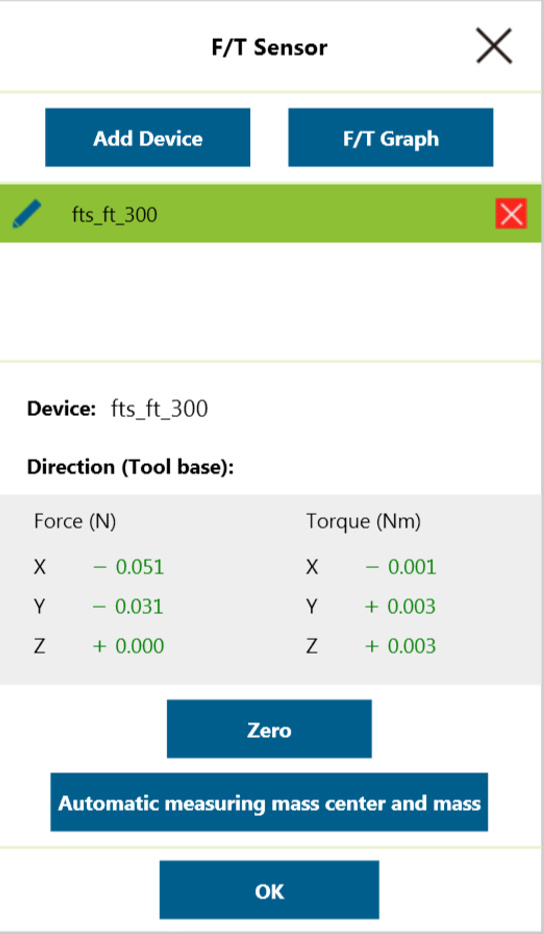 F/T Sensor
Add Device
F/T Graph
fts_ft_300
Device: fts_ft_300
Direction (Tool base):
Force (N) Torque (Nm)
X − 0.051 X − 0.001
Y − 0.031 Y + 0.003
Z + 0.000 Z + 0.003
Zero
Automatic measuring mass center and mass
OK